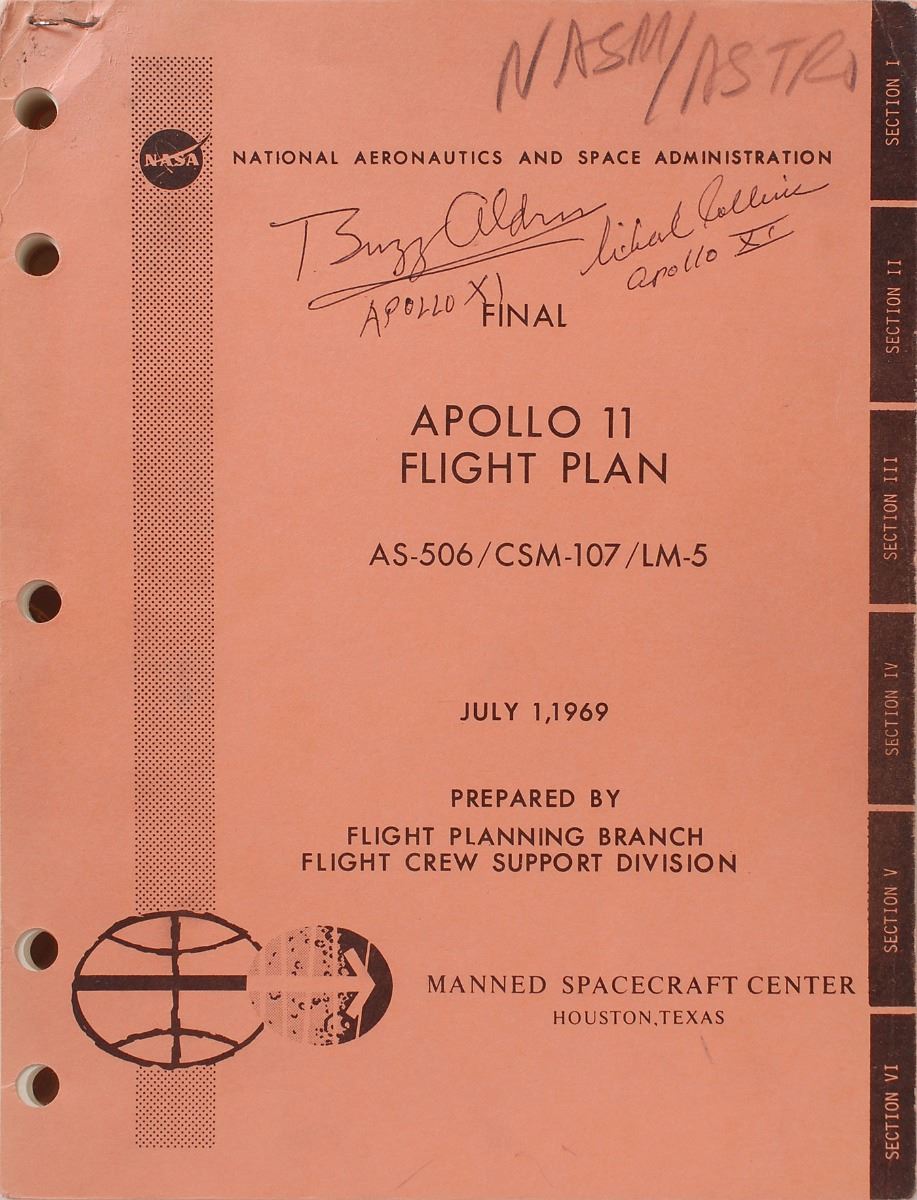 NASM/ASTRO
NASA
NATIONAL AERONAUTICS AND SPACE ADMINISTRATION
Buzz Aldrin
APOLLO XI
Michael Collins
Apollo XI
FINAL
APOLLO 11
FLIGHT PLAN
AS-506/CSM-107/LM-5
JULY 1,1969
PREPARED BY
FLIGHT PLANNING BRANCH
FLIGHT CREW SUPPORT DIVISION
MANNED SPACECRAFT CENTER
HOUSTON,TEXAS
SECTION I
SECTION II
SECTION III
SECTION IV
SECTION V
SECTION VI